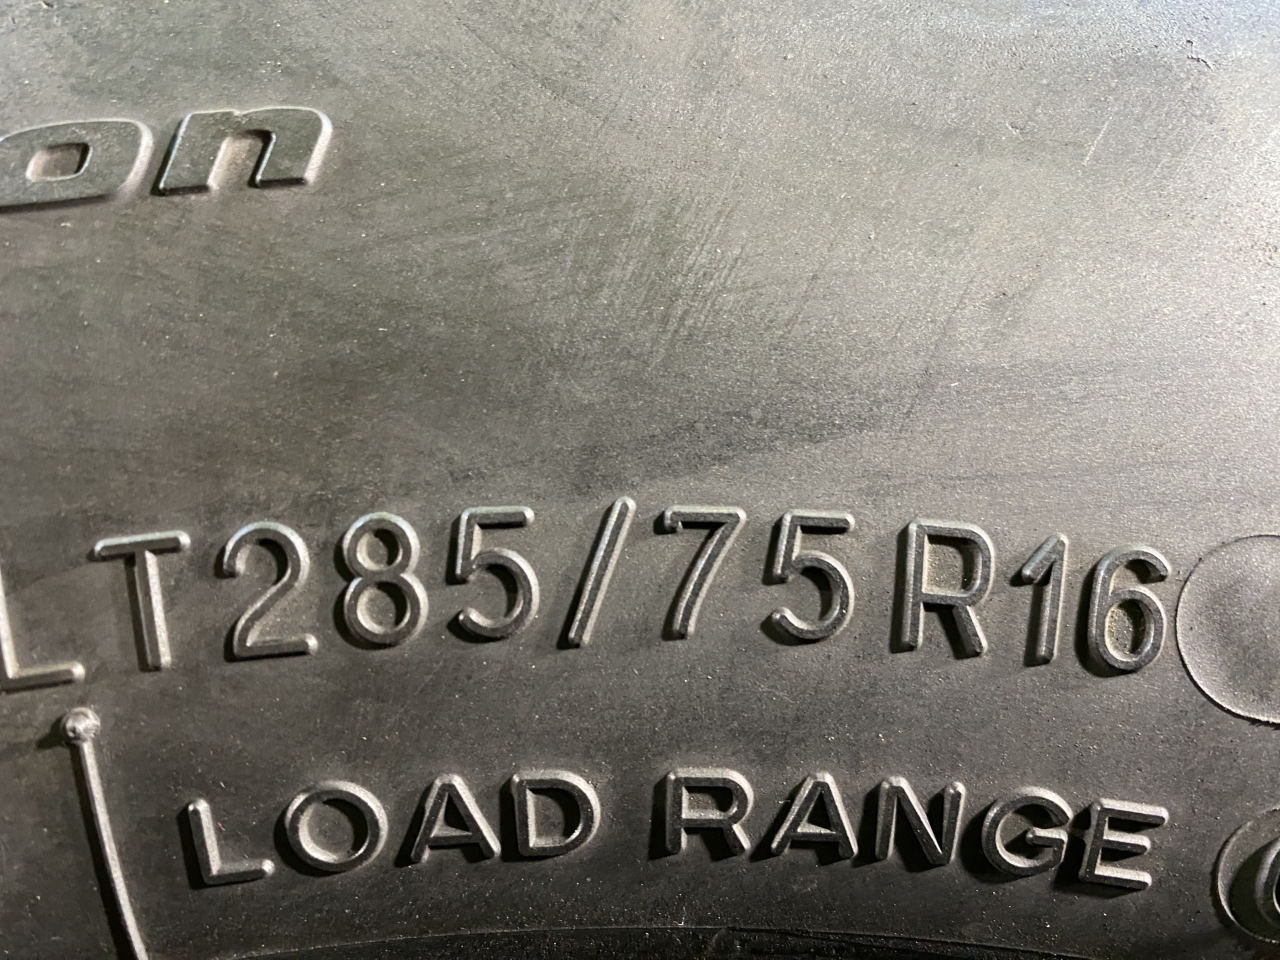 on
LT285/75R16
LOAD RANGE